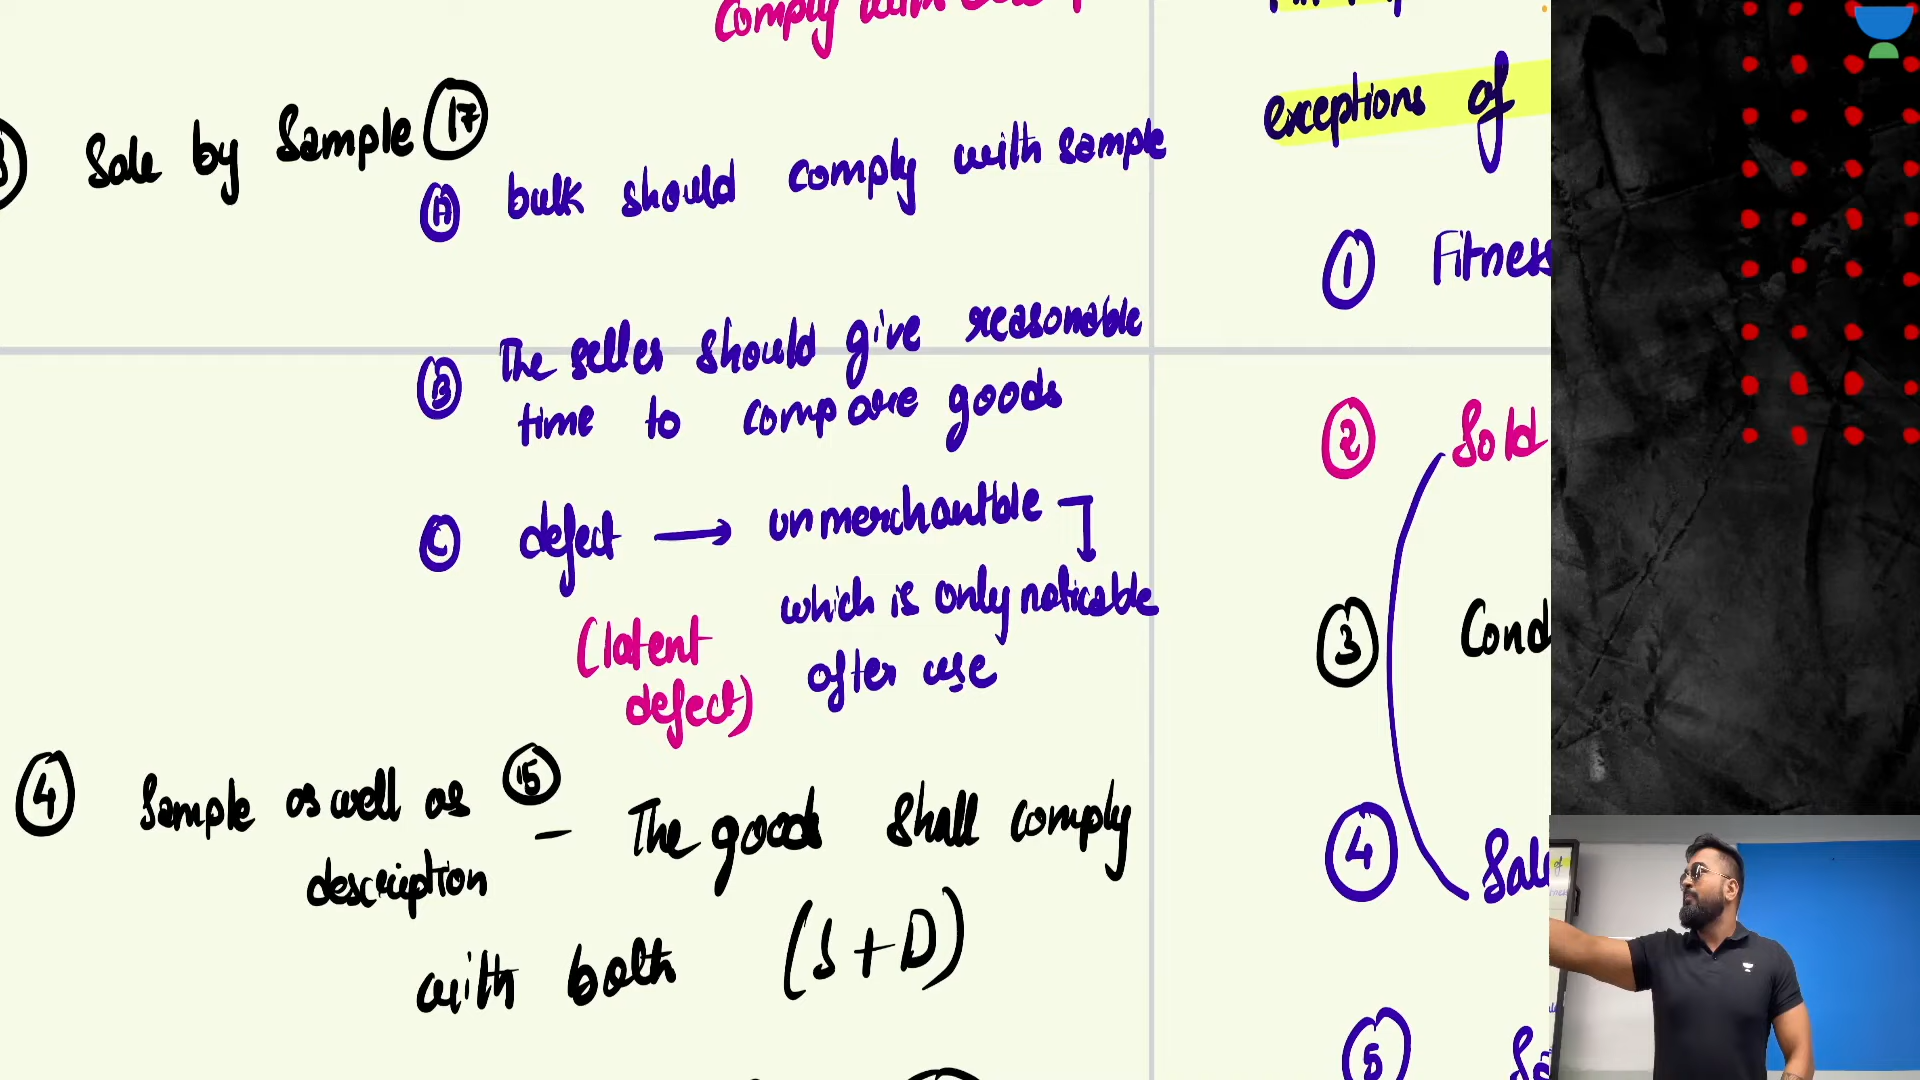 Comply with
Sale by Sample 17
A bulk should comply with sample
B The seller should give reasonable
time to compare goods
C defect → unmerchantble
which is only noticable
after use
(latent
defect)
4 Sample as well as 15 – The goods shall comply
description
with both (S+D)
exceptions of
1 Fitness
2 Sold
3 Cond
4 Sale
5